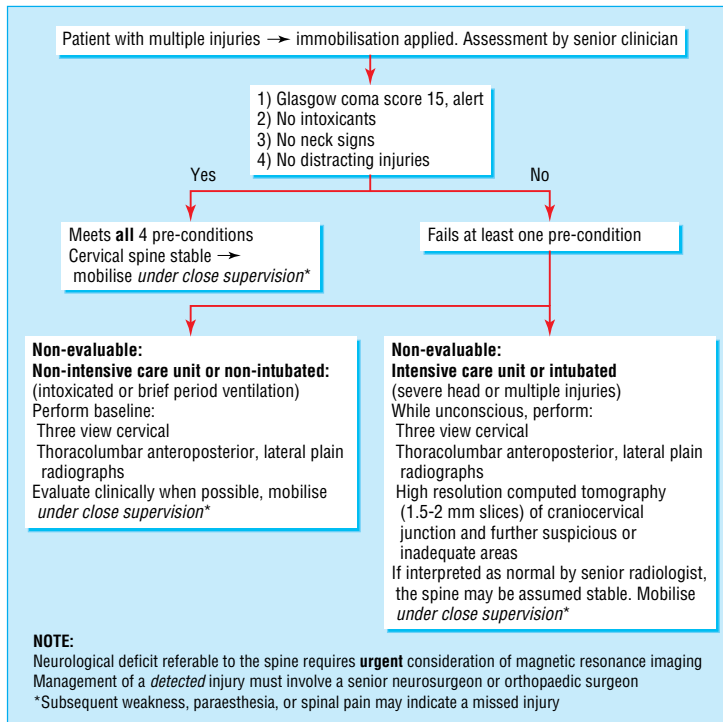 Patient with multiple injuries → immobilisation applied. Assessment by senior clinician
1) Glasgow coma score 15, alert
2) No intoxicants
3) No neck signs
4) No distracting injuries
Yes
No
Meets all 4 pre-conditions
Cervical spine stable →
mobilise under close supervision*
Fails at least one pre-condition
Non-evaluable:
Non-intensive care unit or non-intubated:
(intoxicated or brief period ventilation)
Perform baseline:
Three view cervical
Thoracolumbar anteroposterior, lateral plain
radiographs
Evaluate clinically when possible, mobilise
under close supervision*
Non-evaluable:
Intensive care unit or intubated
(severe head or multiple injuries)
While unconscious, perform:
Three view cervical
Thoracolumbar anteroposterior, lateral plain
radiographs
High resolution computed tomography
(1.5-2 mm slices) of craniocervical
junction and further suspicious or
inadequate areas
If interpreted as normal by senior radiologist,
the spine may be assumed stable. Mobilise
under close supervision*
NOTE:
Neurological deficit referable to the spine requires urgent consideration of magnetic resonance imaging
Management of a detected injury must involve a senior neurosurgeon or orthopaedic surgeon
*Subsequent weakness, paraesthesia, or spinal pain may indicate a missed injury